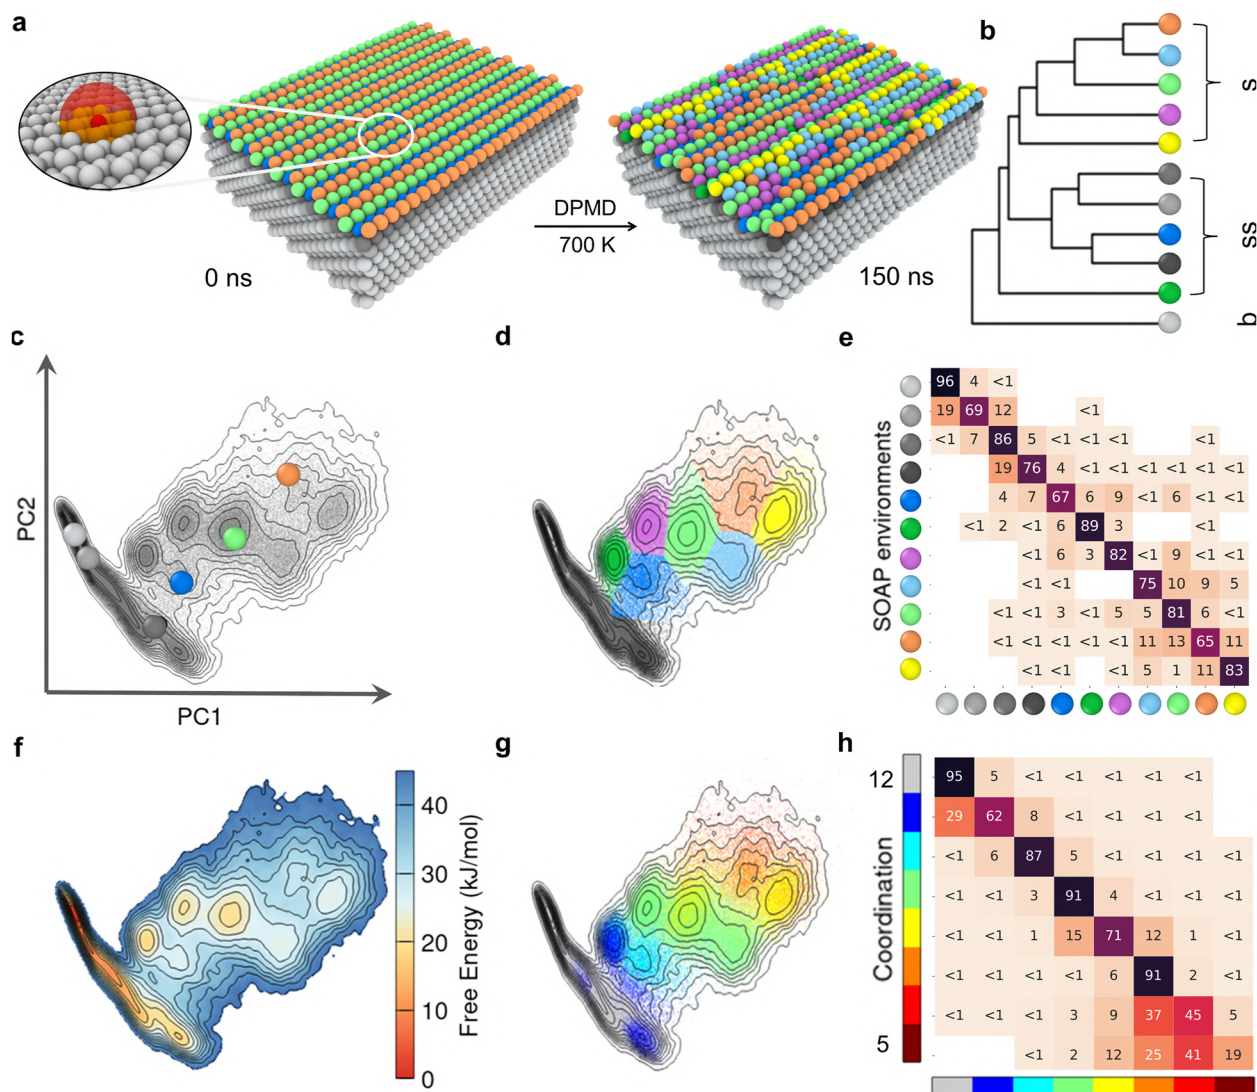 a
b
DPMD
700 K
0 ns
150 ns
s
ss
b
c
d
e
PC2
PC1
SOAP environments
96 4 <1
19 69 12 <1
<1 7 86 5 <1 <1 <1 <1
19 76 4 <1 <1 <1 <1 <1 <1
4 7 67 6 9 <1 6 <1 <1
<1 2 <1 6 89 3 <1
<1 6 3 82 <1 9 <1 <1
<1 <1 75 10 9 5
<1 <1 3 <1 5 5 81 6 <1
<1 <1 <1 <1 <1 11 13 65 11
<1 <1 <1 5 1 11 83
f
g
h
40
30
20
10
0
Free Energy (kJ/mol)
12
Coordination
5
95 5 <1 <1 <1 <1 <1
29 62 8 <1 <1 <1 <1
<1 6 87 5 <1 <1 <1 <1
<1 <1 3 91 4 <1 <1 <1
<1 <1 1 15 71 12 1 <1
<1 <1 <1 <1 6 91 2 <1
<1 <1 <1 3 9 37 45 5
<1 2 12 25 41 19